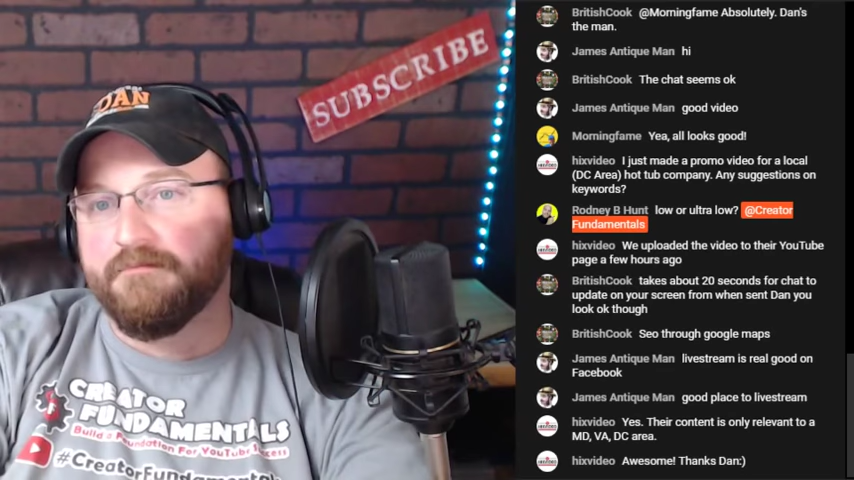 SUBSCRIBE
DAN
CREATOR
FUNDAMENTALS
Build a Foundation For YouTube Success
#CreatorFundamentals
BritishCook @Morningfame Absolutely. Dan's
the man.
James Antique Man hi
BritishCook The chat seems ok
James Antique Man good video
Morningfame Yea, all looks good!
hixvideo I just made a promo video for a local
(DC Area) hot tub company. Any suggestions on
keywords?
Rodney B Hunt low or ultra low? @Creator
Fundamentals
hixvideo We uploaded the video to their YouTube
page a few hours ago
BritishCook takes about 20 seconds for chat to
update on your screen from when sent Dan you
look ok though
BritishCook Seo through google maps
James Antique Man livestream is real good on
Facebook
James Antique Man good place to livestream
hixvideo Yes. Their content is only relevant to a
MD, VA, DC area.
hixvideo Awesome! Thanks Dan:)